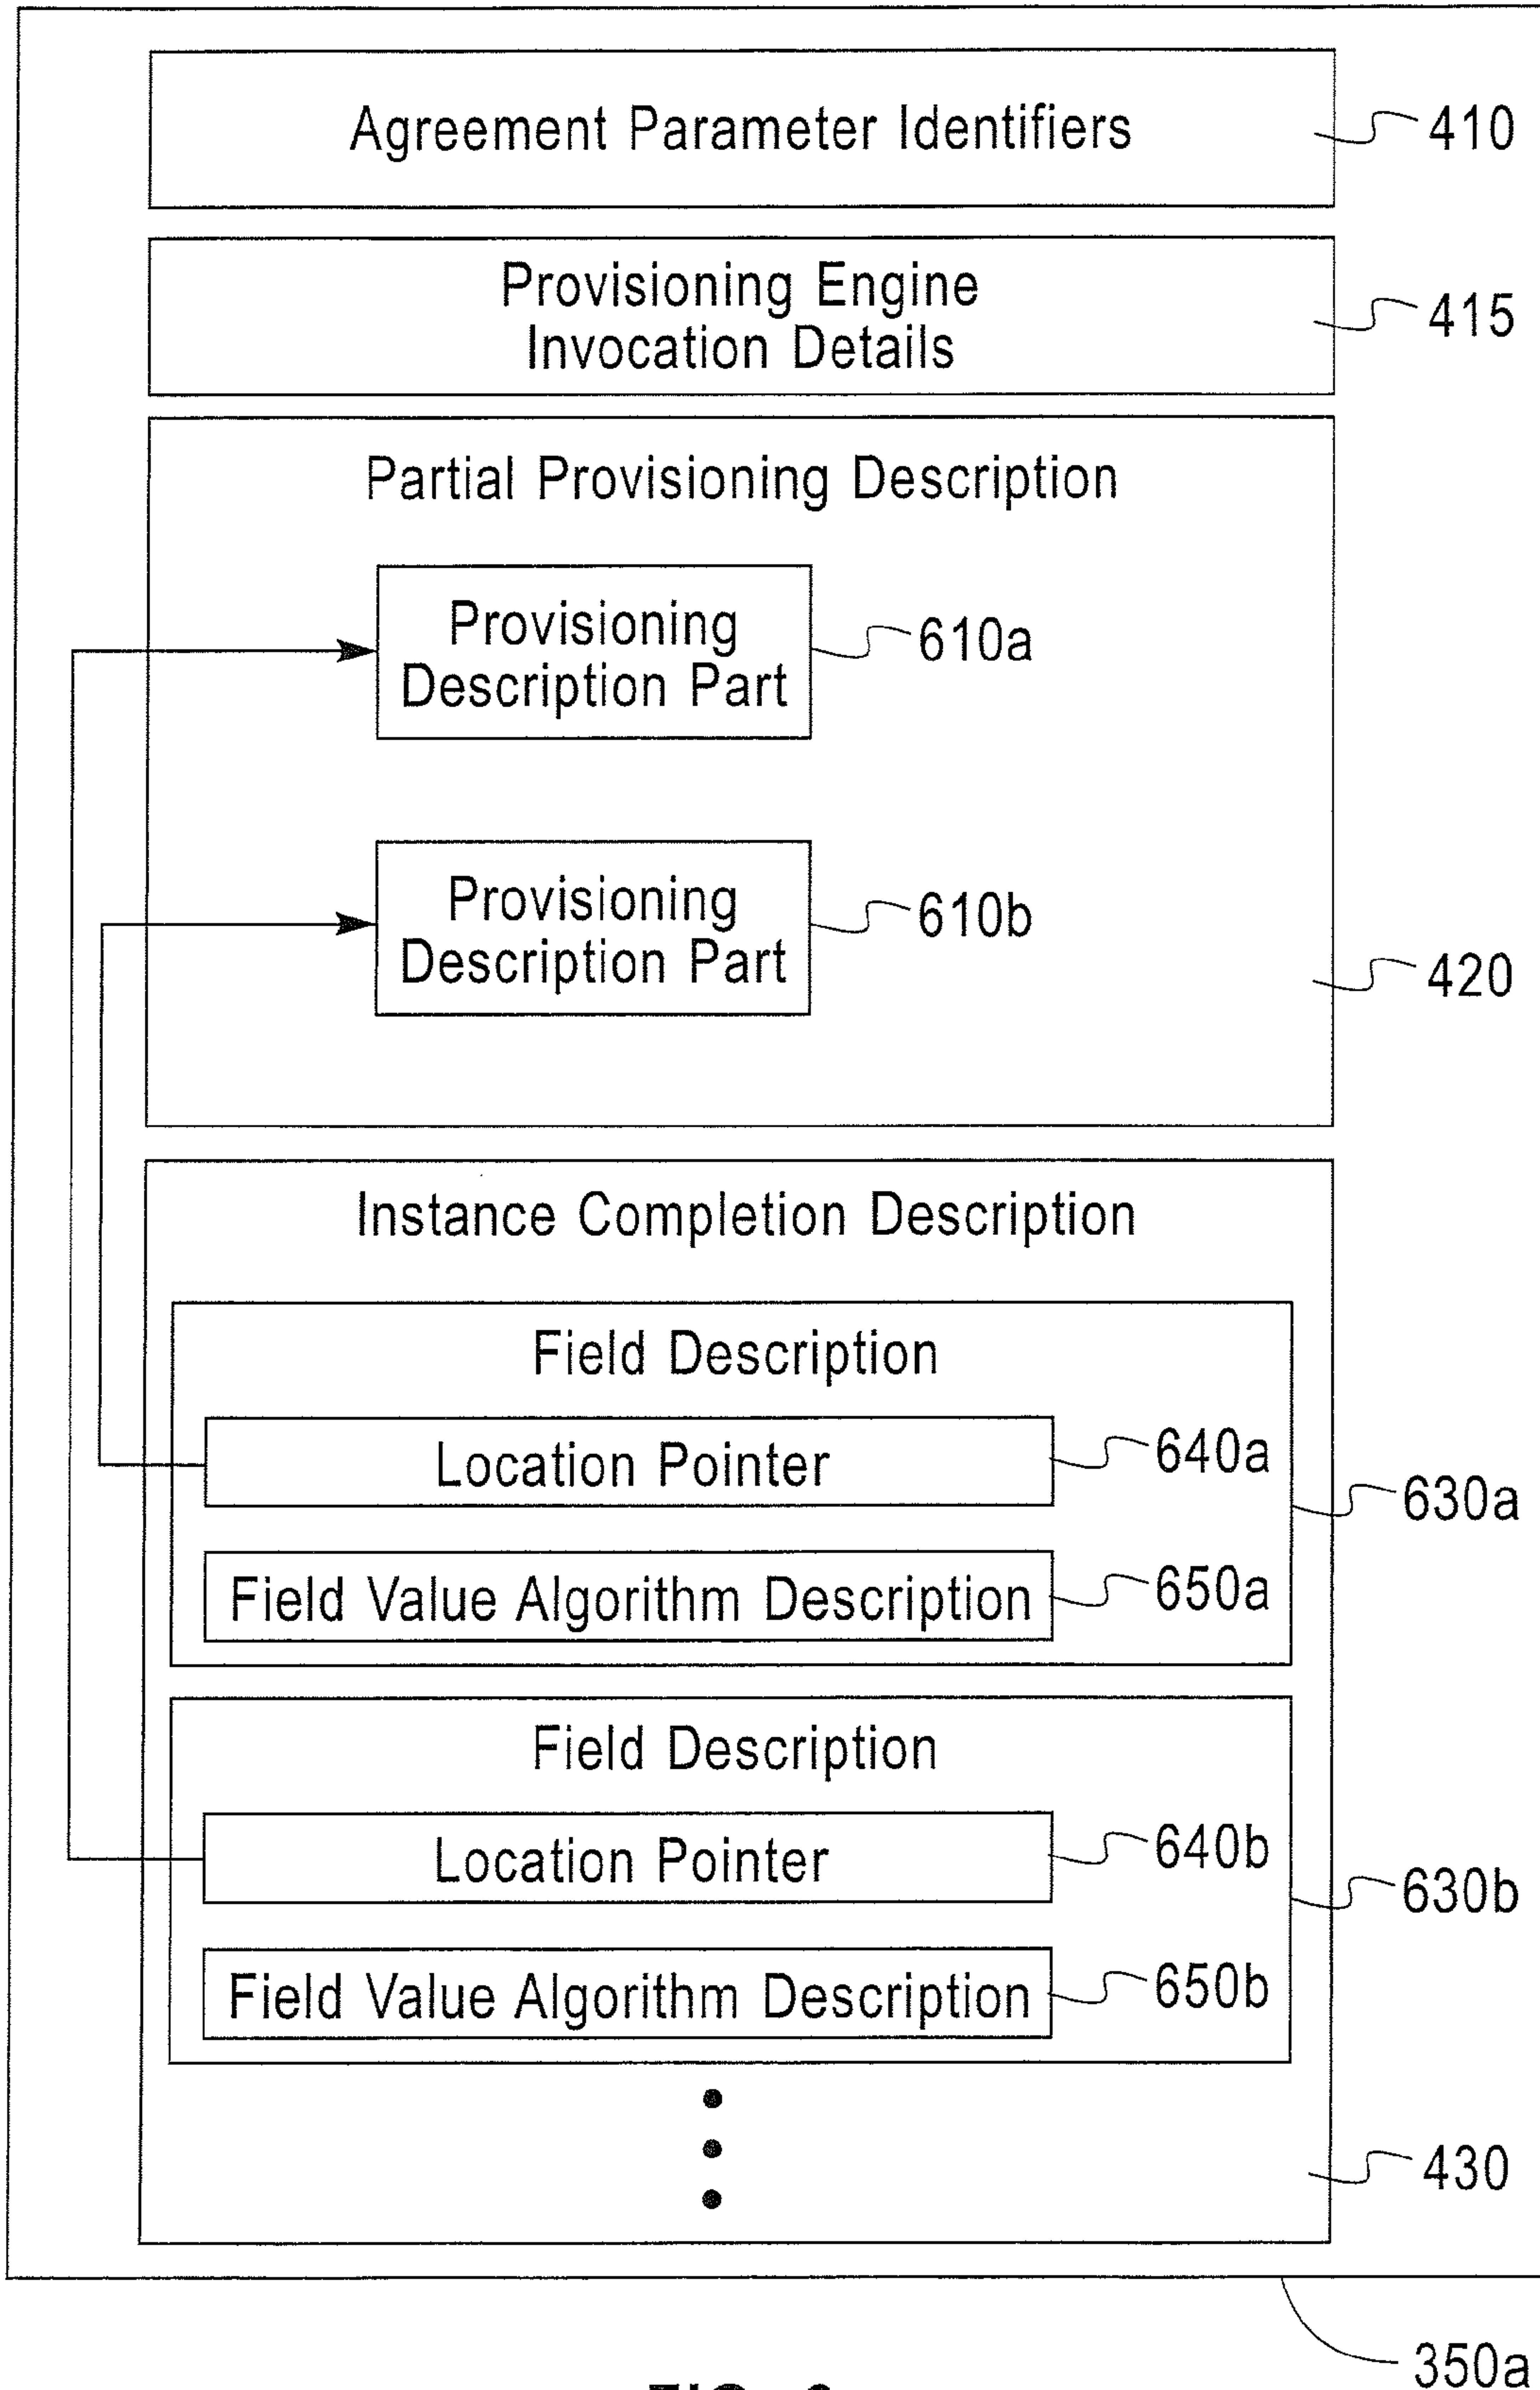 Agreement Parameter Identifiers
410
Provisioning Engine
Invocation Details
415
Partial Provisioning Description
Provisioning
Description Part
610a
Provisioning
Description Part
610b
420
Instance Completion Description
Field Description
Location Pointer
640a
630a
Field Value Algorithm Description
650a
Field Description
Location Pointer
640b
630b
Field Value Algorithm Description
650b
430
350a